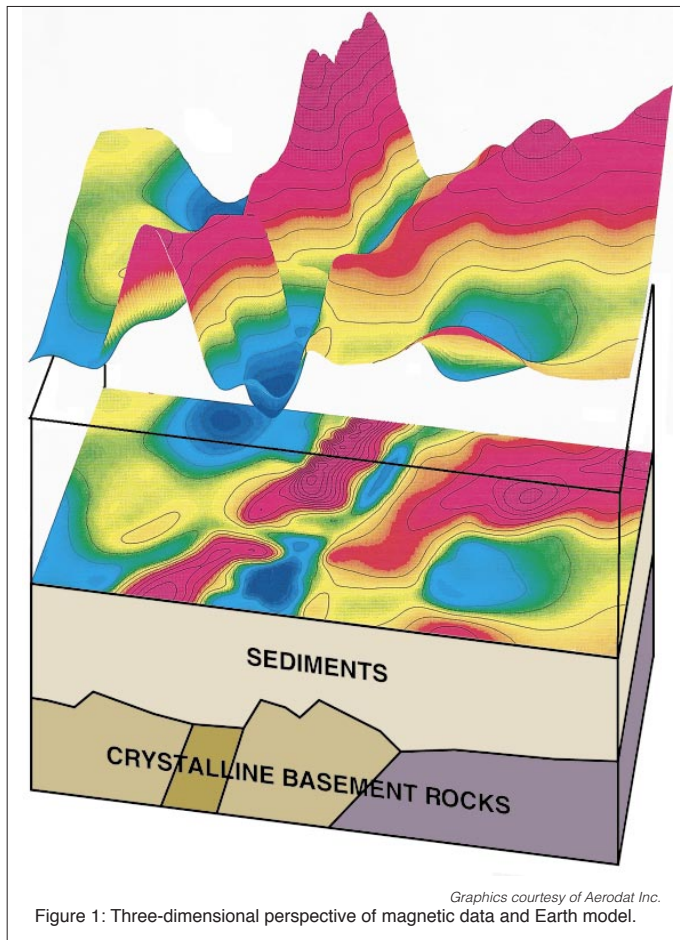 SEDIMENTS
CRYSTALLINE BASEMENT ROCKS
Graphics courtesy of Aerodat Inc.
Figure 1: Three-dimensional perspective of magnetic data and Earth model.